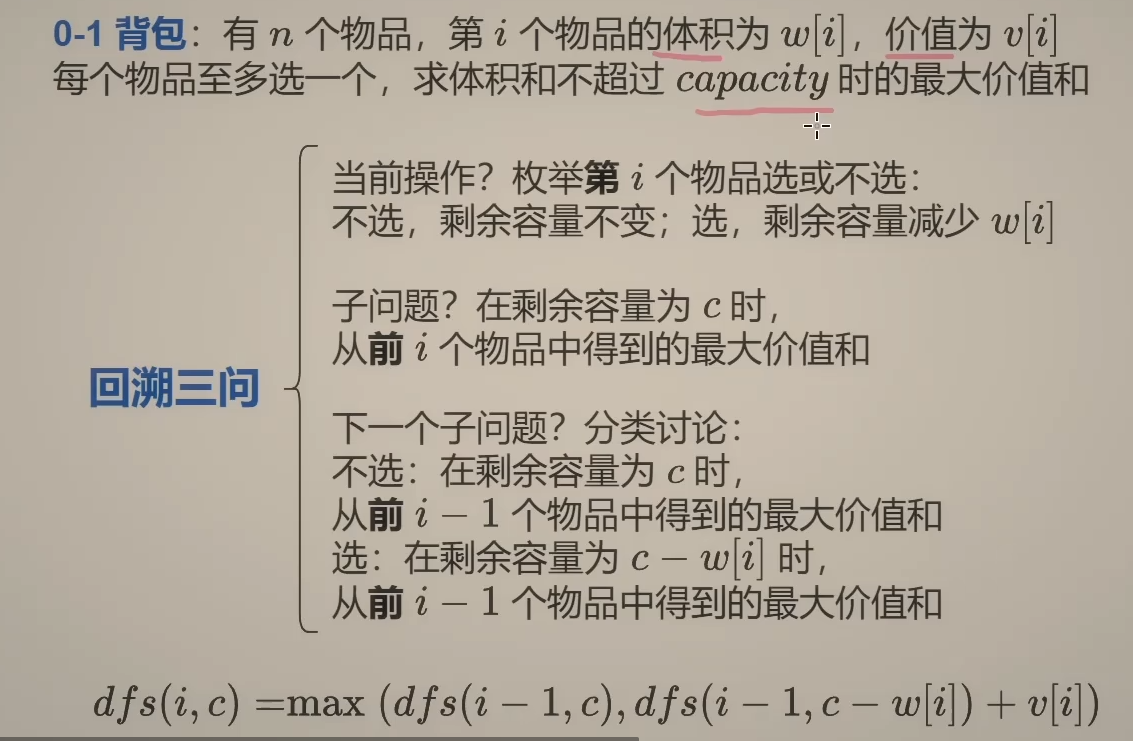 0-1 背包：有 n 个物品，第 i 个物品的体积为 w[i]，价值为 v[i]
每个物品至多选一个，求体积和不超过 capacity 时的最大价值和
当前操作？枚举第 i 个物品选或不选：
不选，剩余容量不变；选，剩余容量减少 w[i]
子问题？在剩余容量为 c 时，
从前 i 个物品中得到的最大价值和
回溯三问
下一个子问题？分类讨论：
不选：在剩余容量为 c 时，
从前 i − 1 个物品中得到的最大价值和
选：在剩余容量为 c − w[i] 时，
从前 i − 1 个物品中得到的最大价值和
dfs(i, c) =max (dfs(i − 1, c), dfs(i − 1, c − w[i]) + v[i])